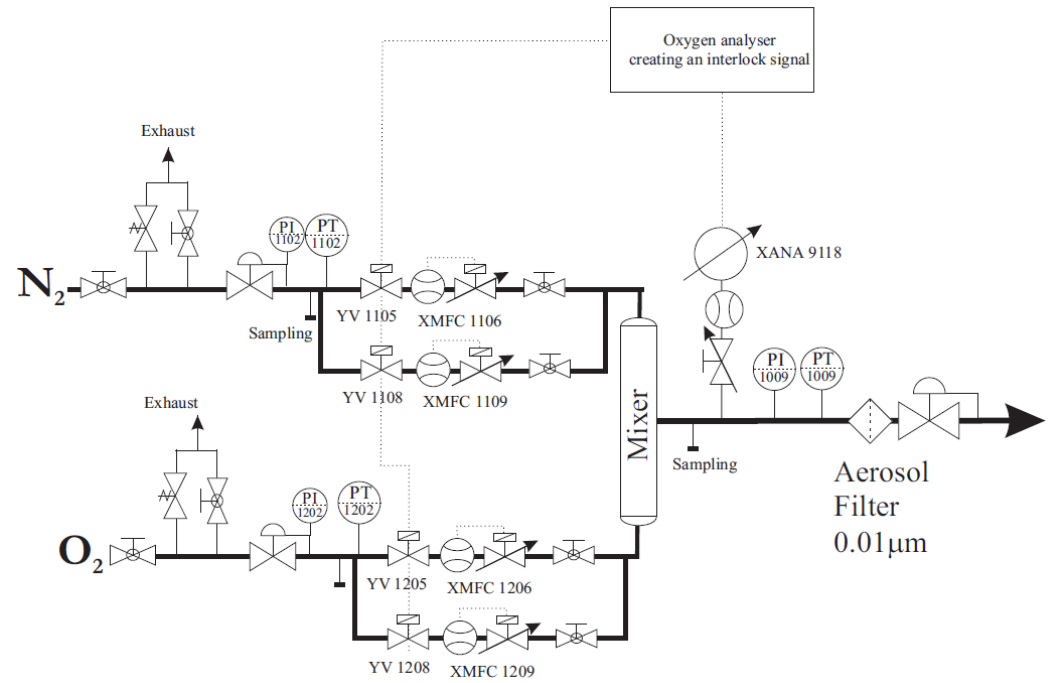 Oxygen analyser
creating an interlock signal
Exhaust
PI
1102
PT
1102
XANA 9118
N2
Sampling
YV 1105
XMFC 1106
YV 1108
XMFC 1109
PI
1009
PT
1009
Exhaust
Mixer
Sampling
PI
1202
PT
1202
Aerosol
Filter
0.01µm
O2
YV 1205
XMFC 1206
YV 1208
XMFC 1209